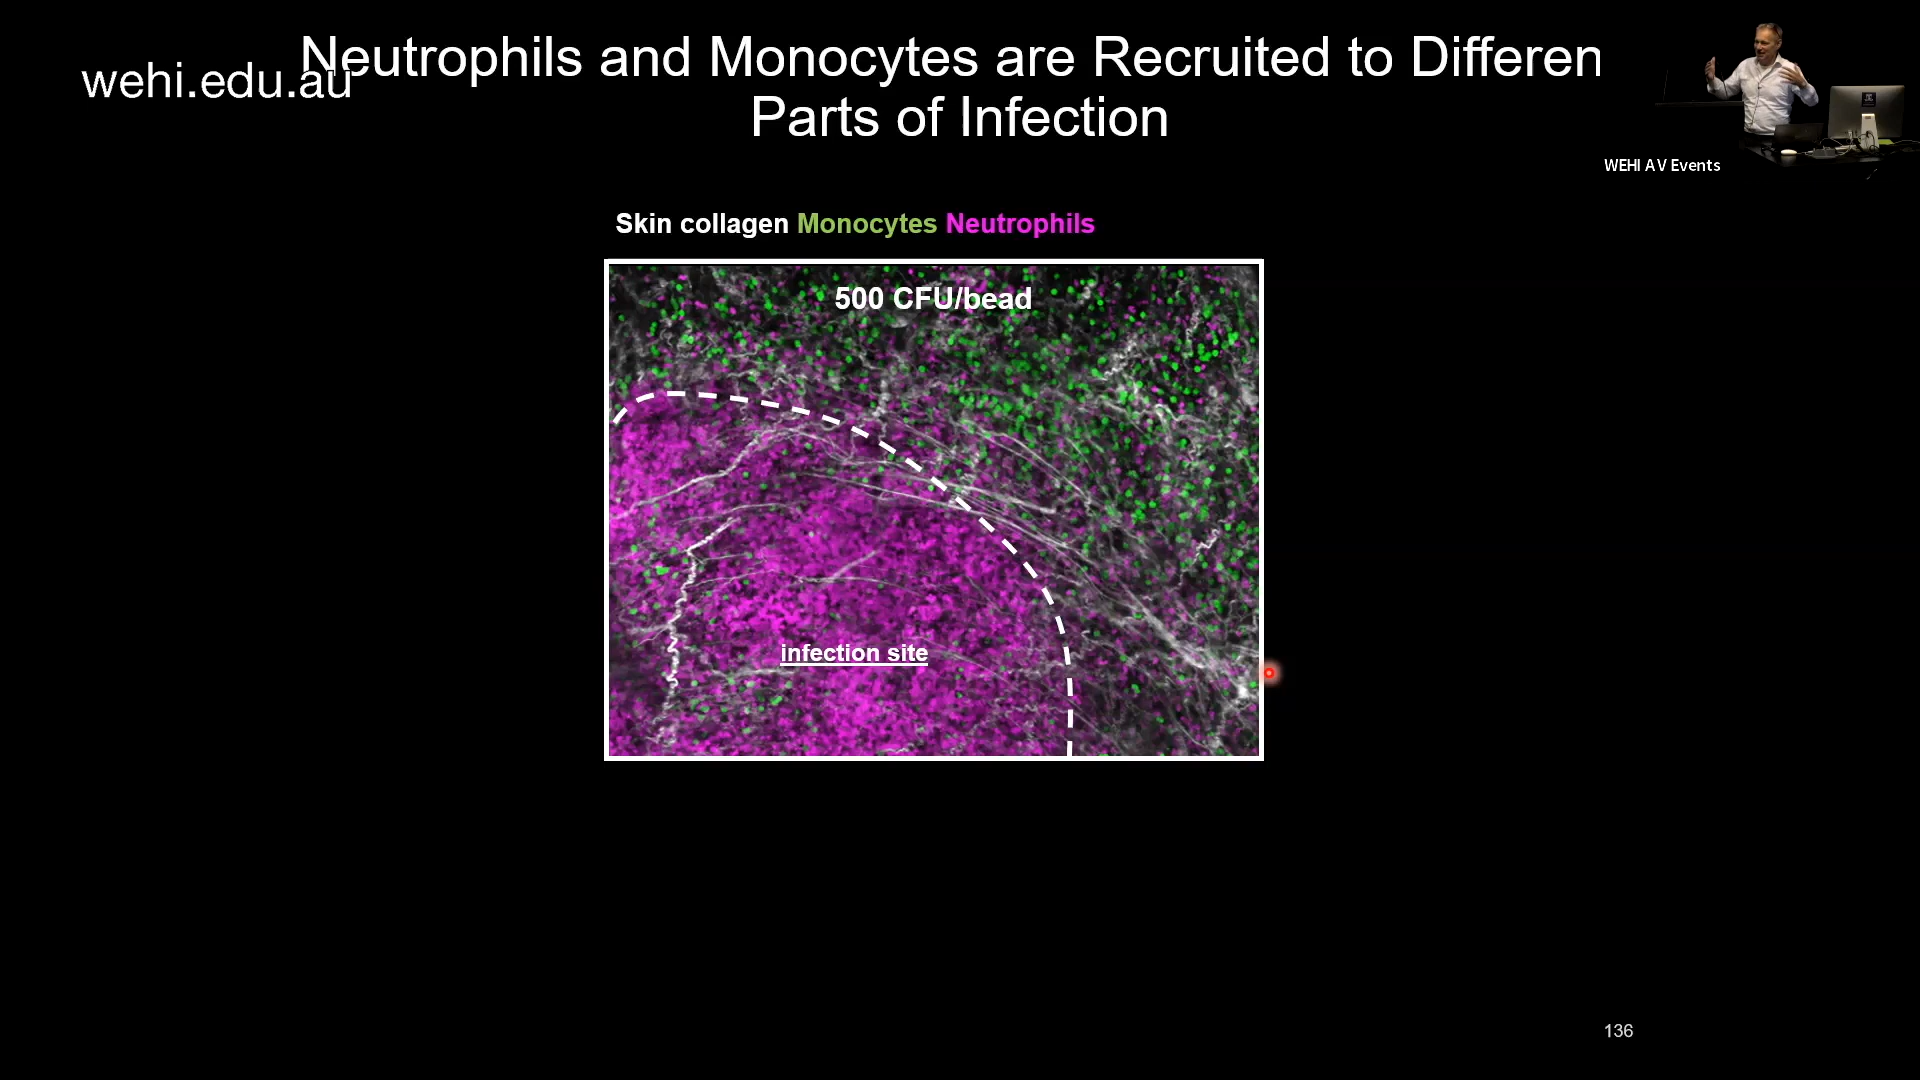 Neutrophils and Monocytes are Recruited to Differen
wehi.edu.au
Parts of Infection
WEHI AV Events
Skin collagen Monocytes Neutrophils
500 CFU/bead
infection site
136